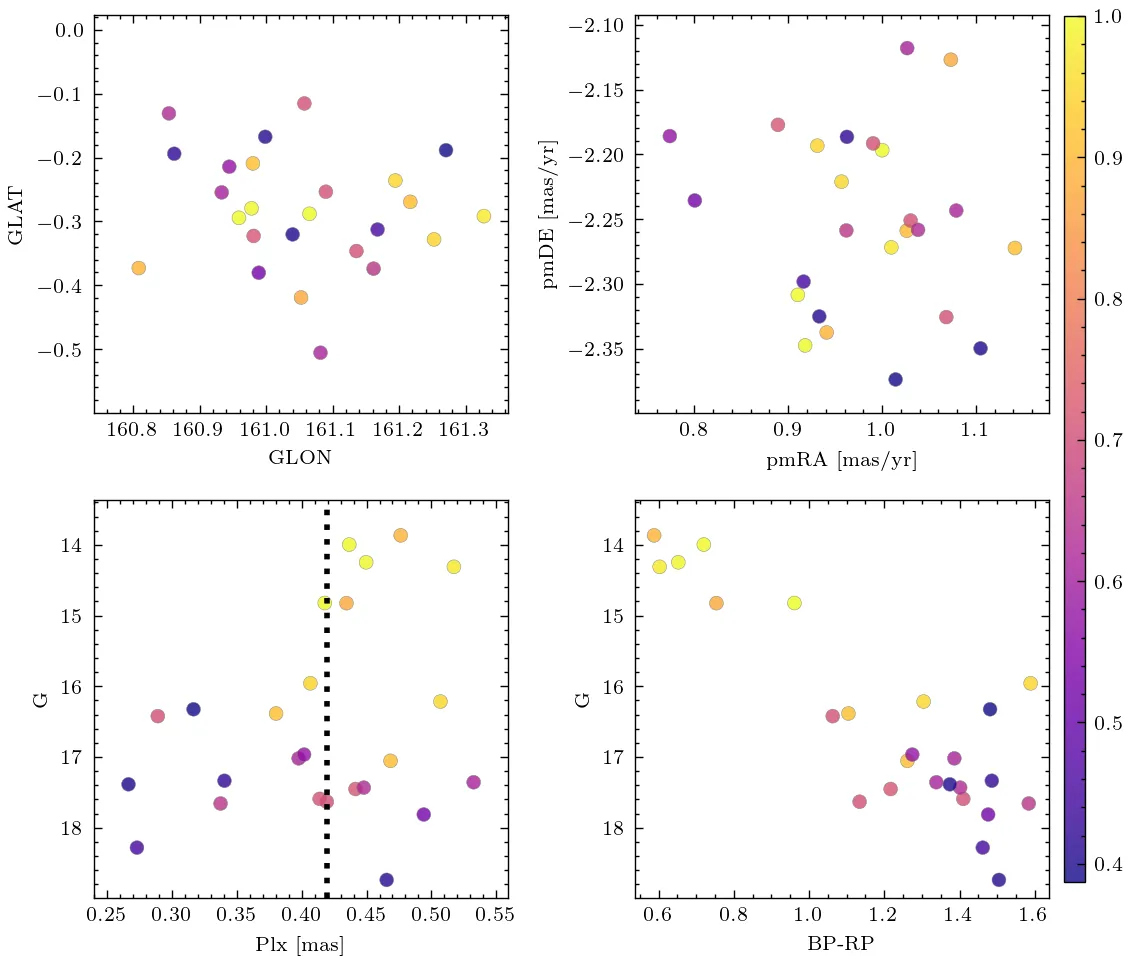 0.0
−0.1
−0.2
−0.3
−0.4
−0.5
GLAT
160.8 160.9 161.0 161.1 161.2 161.3
GLON
−2.10
−2.15
−2.20
−2.25
−2.30
−2.35
pmDE [mas/yr]
0.8 0.9 1.0 1.1
pmRA [mas/yr]
14
15
16
17
18
G
0.25 0.30 0.35 0.40 0.45 0.50 0.55
Plx [mas]
14
15
16
17
18
G
0.6 0.8 1.0 1.2 1.4 1.6
BP-RP
1.0
0.9
0.8
0.7
0.6
0.5
0.4